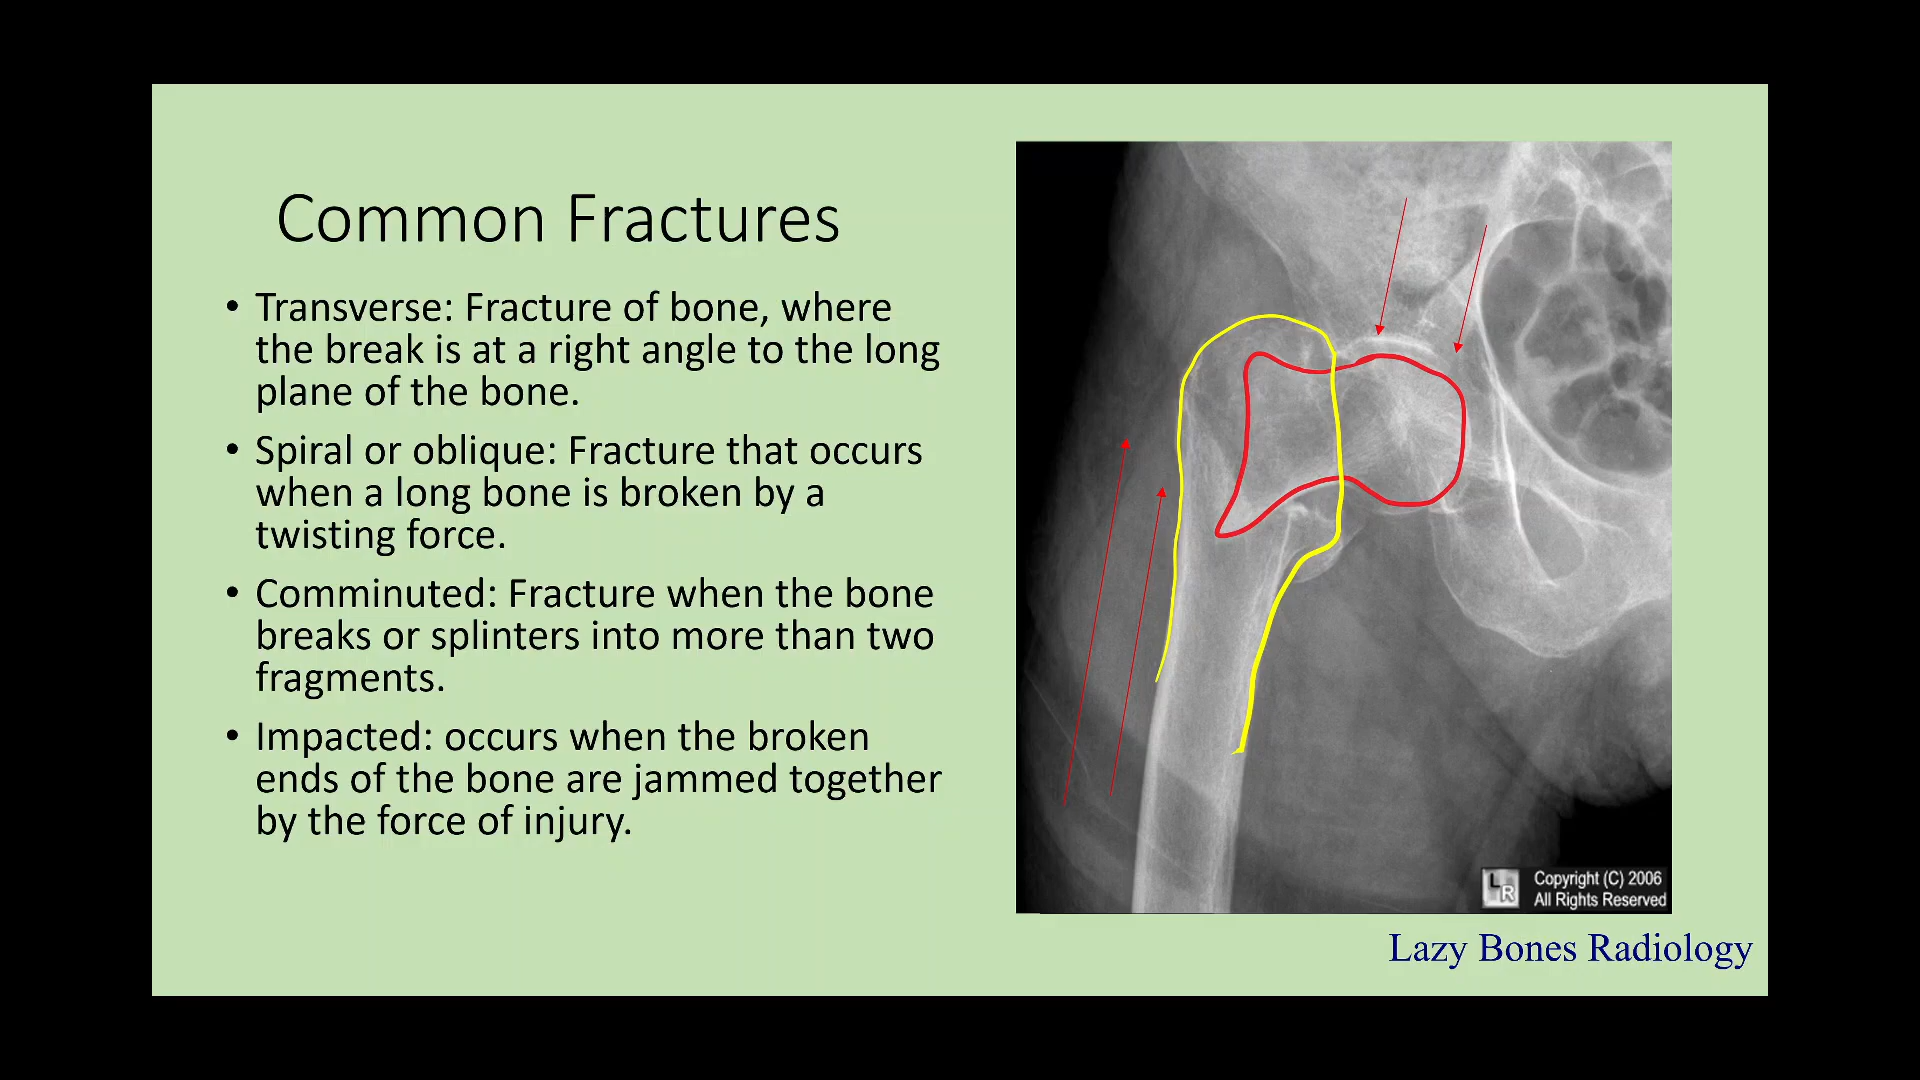 Common Fractures
• Transverse: Fracture of bone, where
the break is at a right angle to the long
plane of the bone.
• Spiral or oblique: Fracture that occurs
when a long bone is broken by a
twisting force.
• Comminuted: Fracture when the bone
breaks or splinters into more than two
fragments.
• Impacted: occurs when the broken
ends of the bone are jammed together
by the force of injury.
LR
Copyright (C) 2006
All Rights Reserved
Lazy Bones Radiology